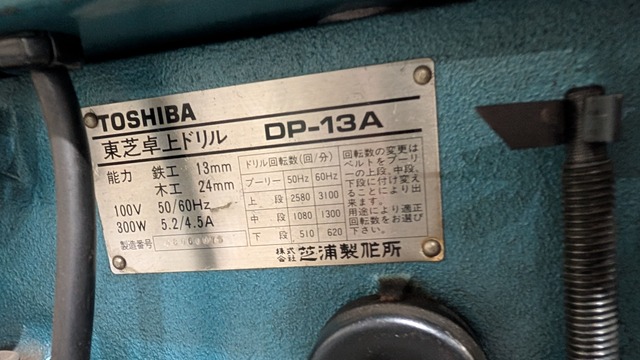 TOSHIBA
東芝卓上ドリル DP-13A
能力 鉄工 13mm
木工 24mm
100V 50/60Hz
300W 5.2/4.5A
製造番号
ドリル回転数(回/分)
プーリー 50Hz 60Hz
上段 2580 3100
中段 1080 1300
下段 510 620
回転数の変更は
ベルトをプーリ
ーの上段、中段、
下段に付け変え
ることにより出
来ます。
用途により適正
回転数をお選び
下さい。
株式会社 芝浦製作所